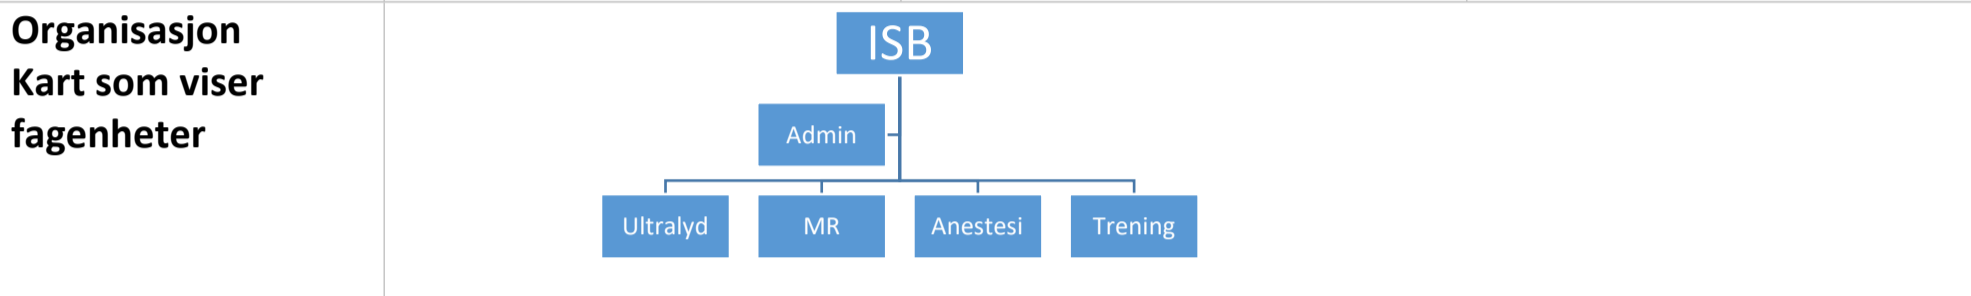 Organisasjon
Kart som viser
fagenheter
ISB
Admin
Ultralyd
MR
Anestesi
Trening